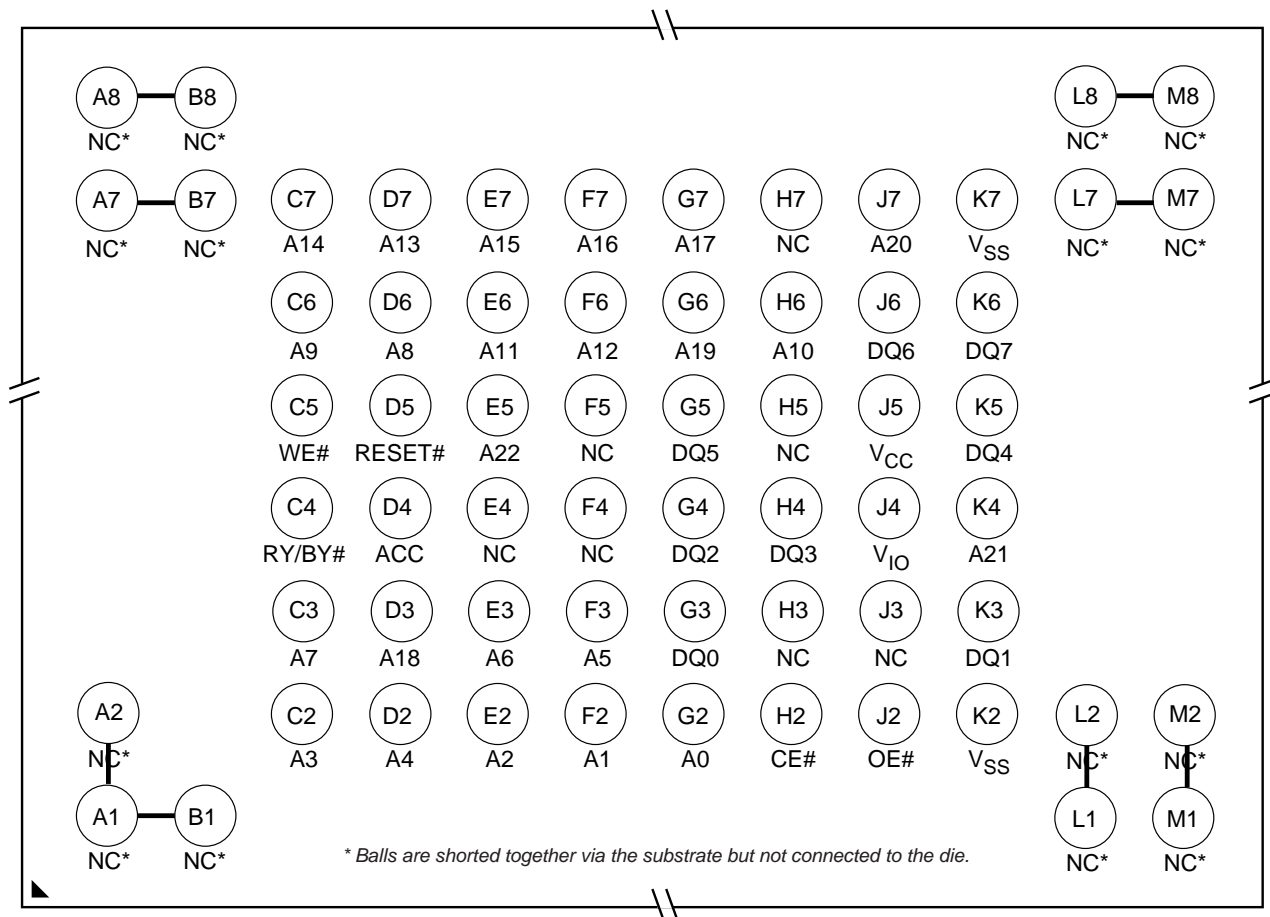 A8 B8 L8 M8
NC* NC* NC* NC*
A7 B7 C7 D7 E7 F7 G7 H7 J7 K7 L7 M7
NC* NC* A14 A13 A15 A16 A17 NC A20 VSS NC* NC*
C6 D6 E6 F6 G6 H6 J6 K6
A9 A8 A11 A12 A19 A10 DQ6 DQ7
C5 D5 E5 F5 G5 H5 J5 K5
WE# RESET# A22 NC DQ5 NC VCC DQ4
C4 D4 E4 F4 G4 H4 J4 K4
RY/BY# ACC NC NC DQ2 DQ3 VIO A21
C3 D3 E3 F3 G3 H3 J3 K3
A7 A18 A6 A5 DQ0 NC NC DQ1
A2 C2 D2 E2 F2 G2 H2 J2 K2 L2 M2
NC* A3 A4 A2 A1 A0 CE# OE# VSS NC* NC*
A1 B1 L1 M1
NC* NC* NC* NC*
* Balls are shorted together via the substrate but not connected to the die.